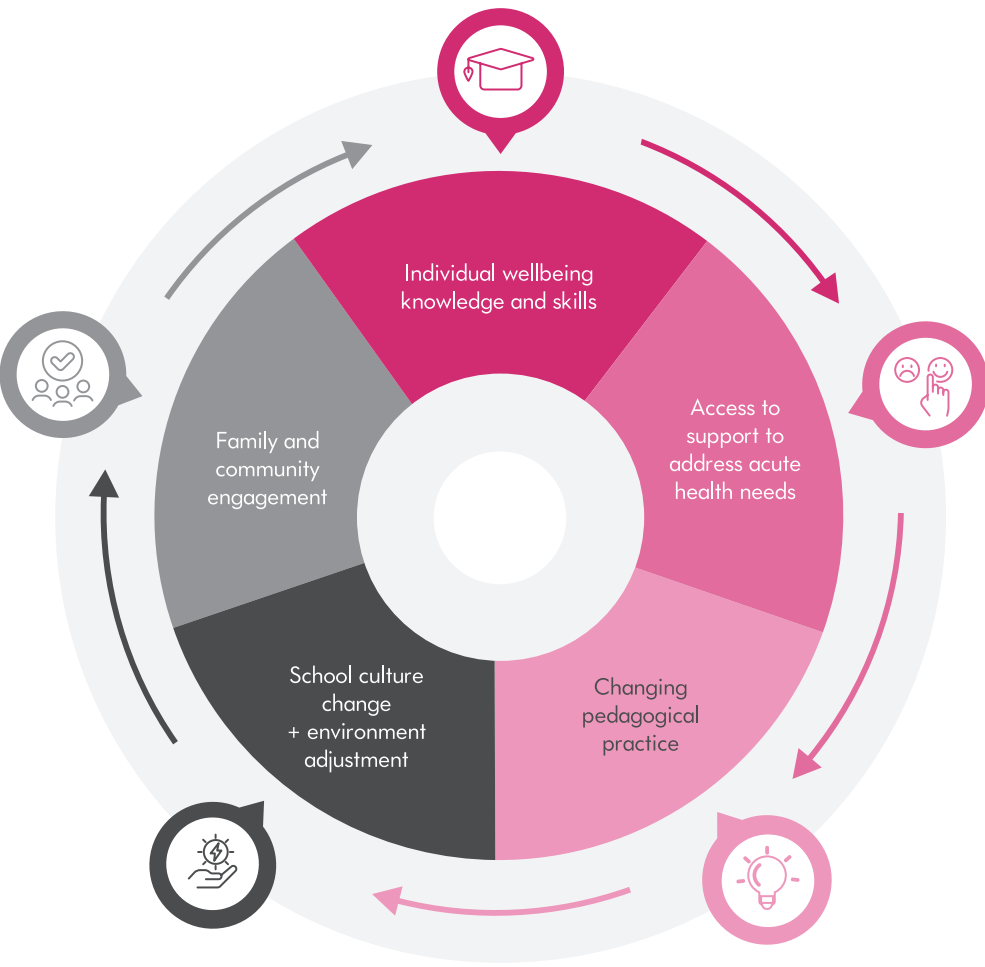 Individual wellbeing
knowledge and skills
Access to
support to
address acute
health needs
Changing
pedagogical
practice
School culture
change
+ environment
adjustment
Family and
community
engagement